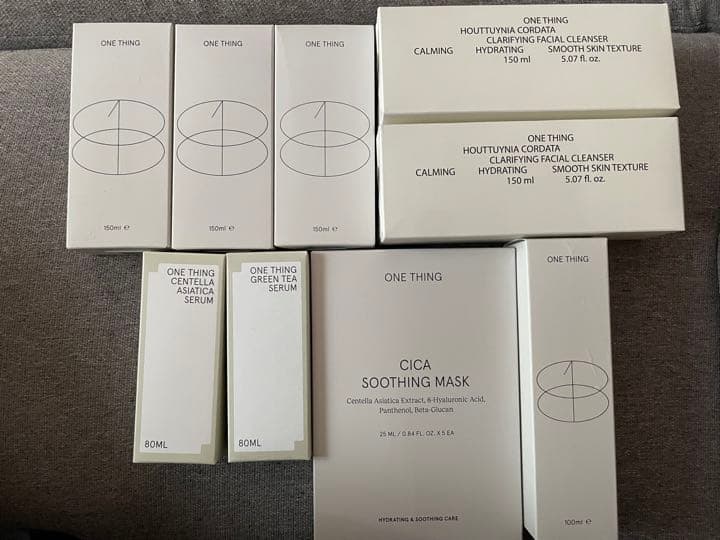 ONE THING
150ml ℮
ONE THING
150ml ℮
ONE THING
150ml ℮
ONE THING
HOUTTUYNIA CORDATA
CLARIFYING FACIAL CLEANSER
CALMING HYDRATING SMOOTH SKIN TEXTURE
150 ml 5.07 fl. oz.
ONE THING
HOUTTUYNIA CORDATA
CLARIFYING FACIAL CLEANSER
CALMING HYDRATING SMOOTH SKIN TEXTURE
150 ml 5.07 fl. oz.
ONE THING
CENTELLA
ASIATICA
SERUM
80ML
ONE THING
GREEN TEA
SERUM
80ML
ONE THING
CICA
SOOTHING MASK
Centella Asiatica Extract, 6-Hyaluronic Acid,
Panthenol, Beta-Glucan
25 ML / 0.84 FL. OZ. X 5 EA
HYDRATING & SOOTHING CARE
ONE THING
100ml ℮